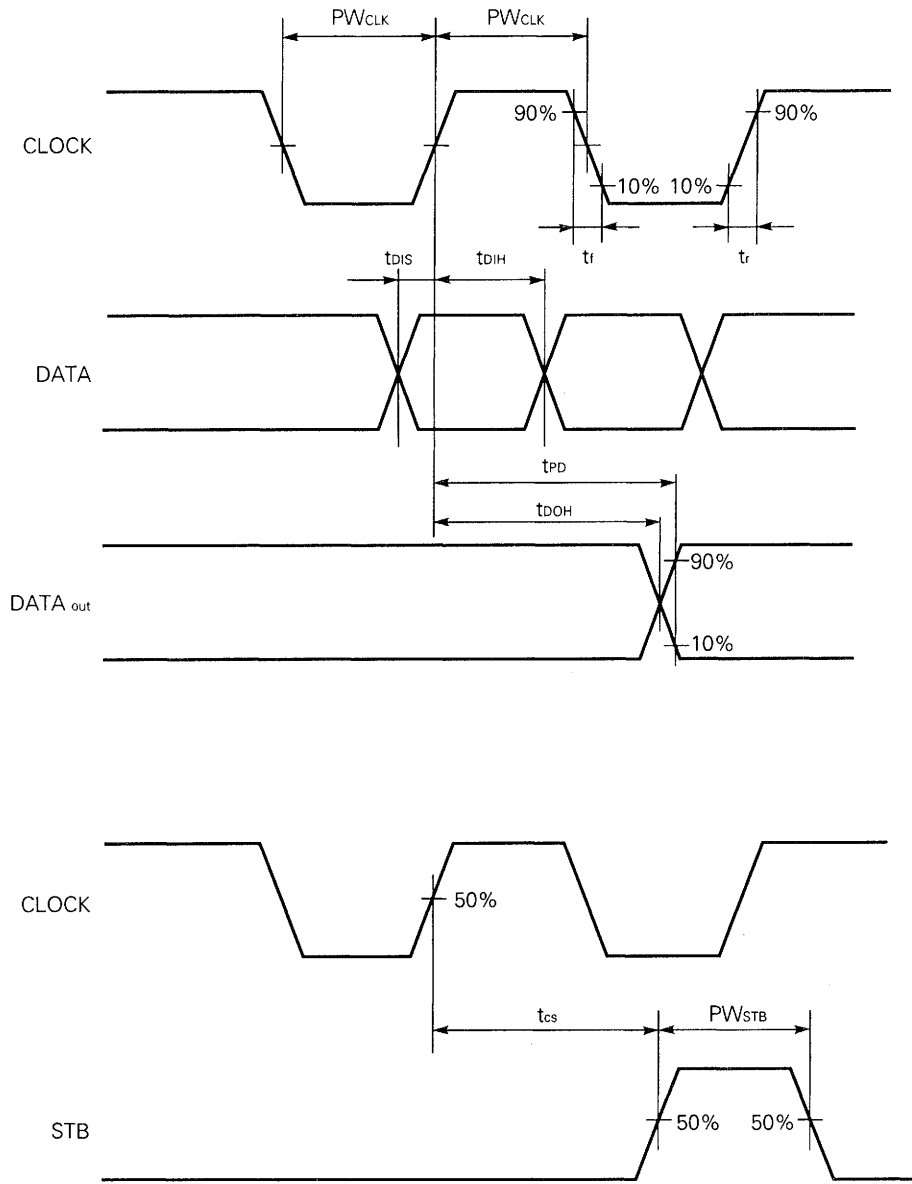 PWCLK PWCLK
90% 90%
CLOCK
10% 10%
tf tr
tDIS tDIH
DATA
tPD
tDOH
90%
DATA out
10%
CLOCK 50%
tcs PWSTB
50% 50%
STB